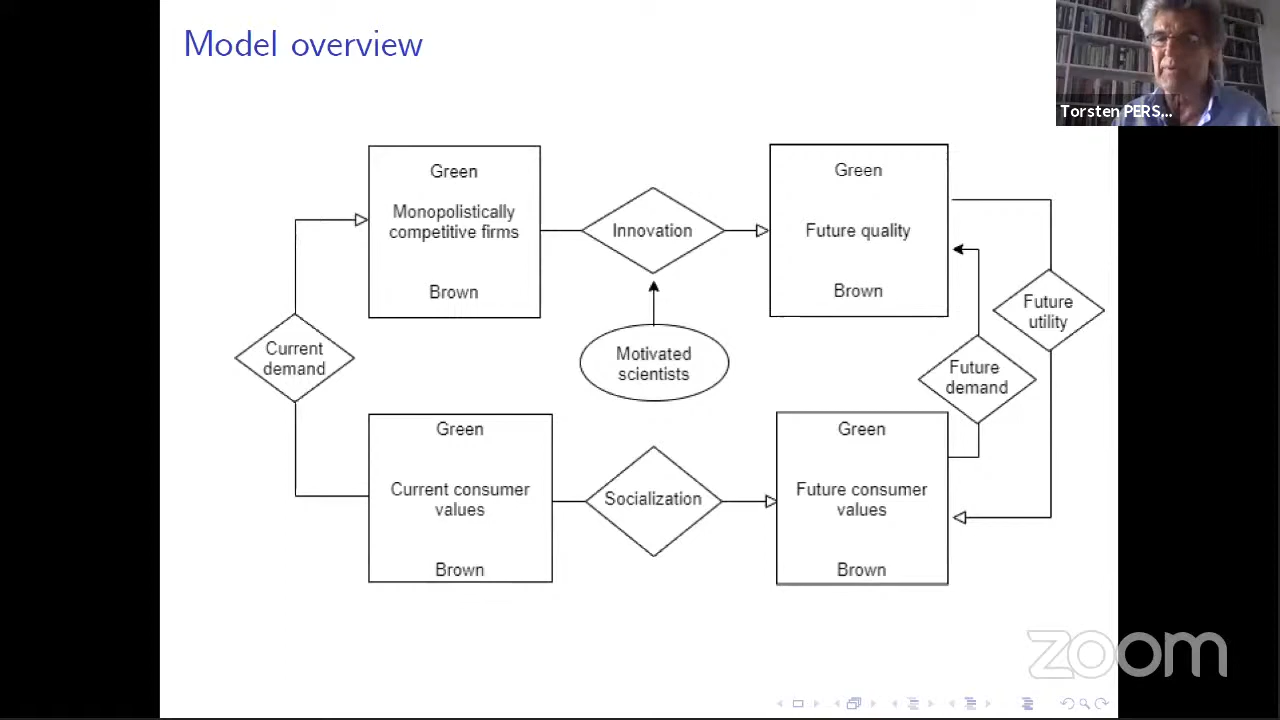 Model overview
Torsten PERS...
Green
Monopolistically
competitive firms
Brown
Innovation
Green
Future quality
Brown
Future
utility
Current
demand
Motivated
scientists
Future
demand
Green
Current consumer
values
Brown
Socialization
Green
Future consumer
values
Brown
zoom